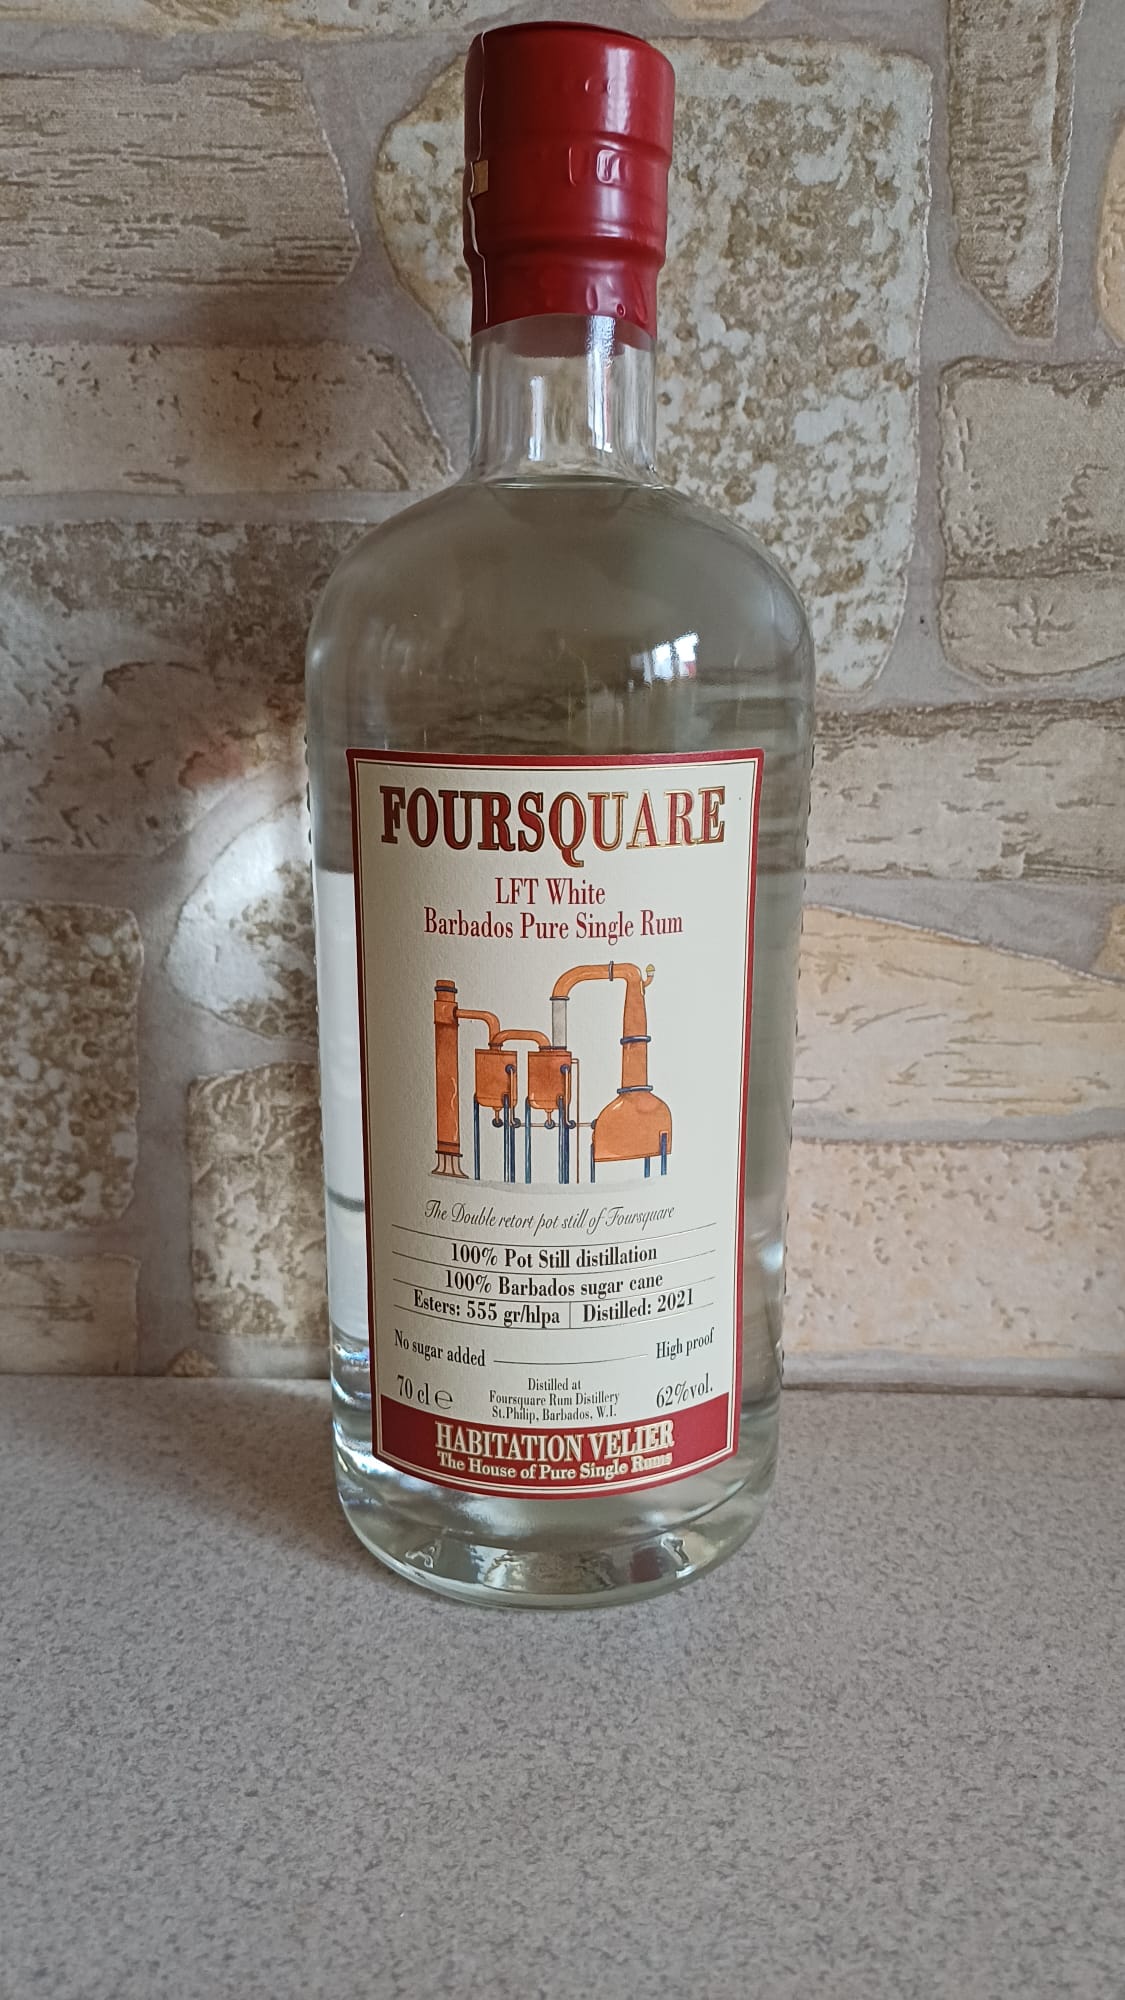 FOURSQUARE
LFT White
Barbados Pure Single Rum
The Double retort pot still of Foursquare
100% Pot Still distillation
100% Barbados sugar cane
Esters: 555 gr/hlpa | Distilled: 2021
No sugar added High proof
70 cl ℮ 62%vol.
Distilled at
Foursquare Rum Distillery
St.Philip, Barbados, W.I.
HABITATION VELIER
The House of Pure Single Rums